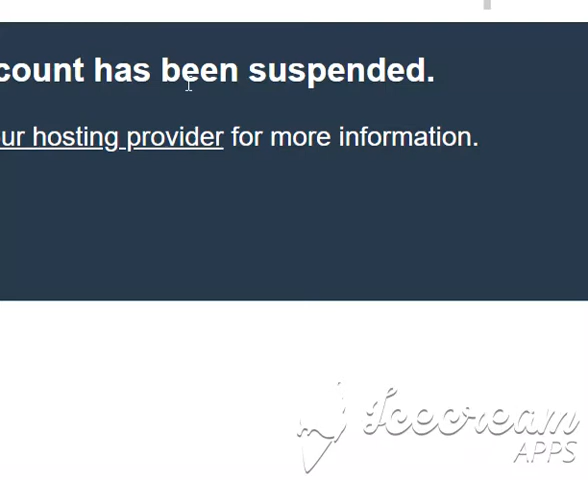 count has been suspended.
ur hosting provider for more information.
Icecream
APPS